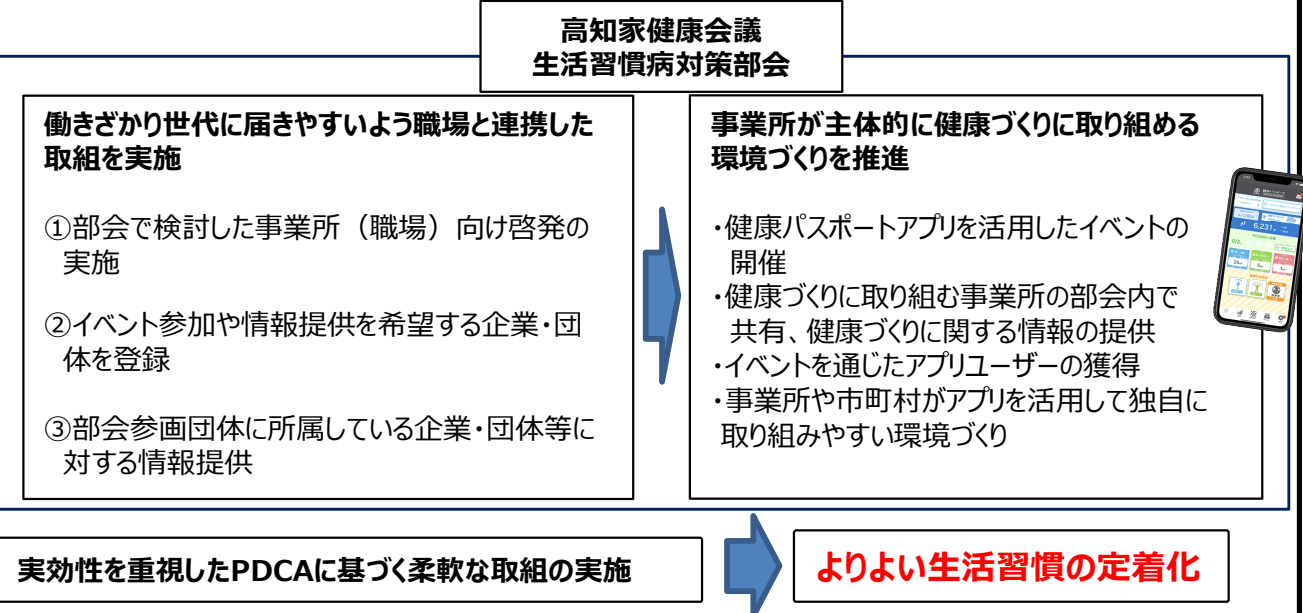 高知家健康会議
生活習慣病対策部会
働きざかり世代に届きやすいよう職場と連携した
取組を実施
①部会で検討した事業所（職場）向け啓発の
実施
②イベント参加や情報提供を希望する企業・団
体を登録
③部会参画団体に所属している企業・団体等に
対する情報提供
事業所が主体的に健康づくりに取り組める
環境づくりを推進
・健康パスポートアプリを活用したイベントの
開催
・健康づくりに取り組む事業所の部会内で
共有、健康づくりに関する情報の提供
・イベントを通じたアプリユーザーの獲得
・事業所や市町村がアプリを活用して独自に
取り組みやすい環境づくり
6,231
実効性を重視したPDCAに基づく柔軟な取組の実施
よりよい生活習慣の定着化